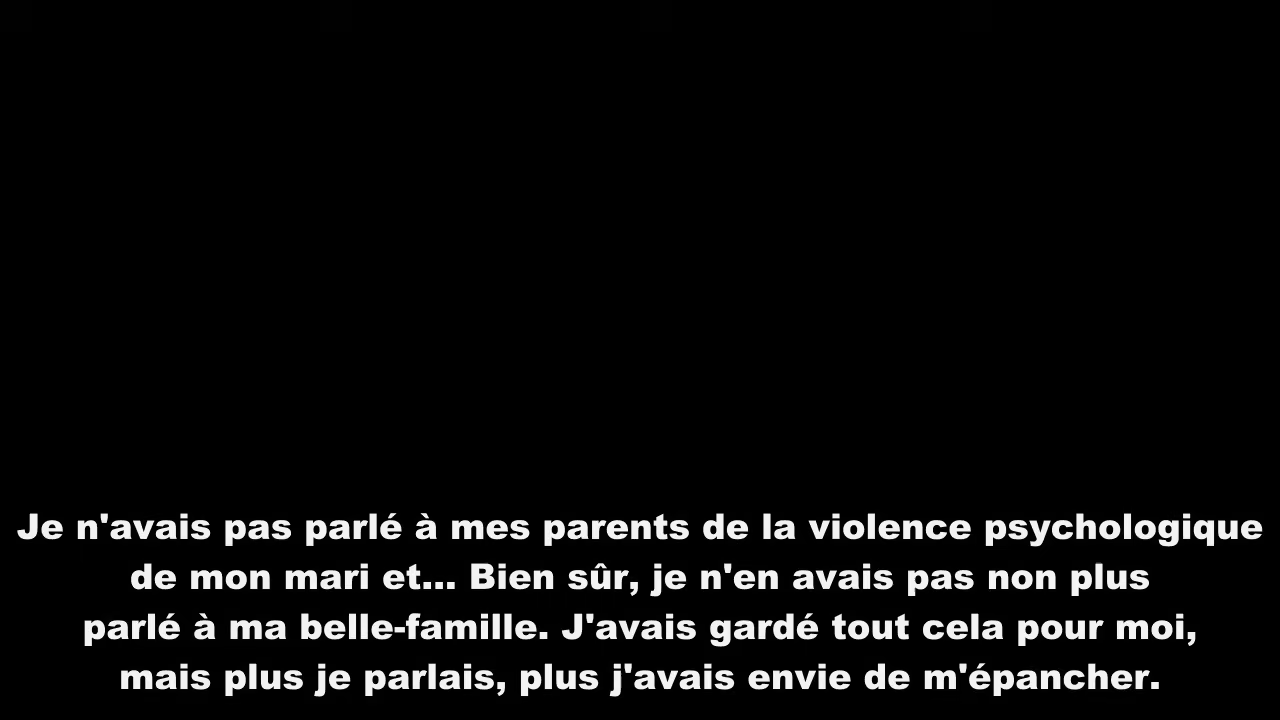 Je n'avais pas parlé à mes parents de la violence psychologique
de mon mari et... Bien sûr, je n'en avais pas non plus
parlé à ma belle-famille. J'avais gardé tout cela pour moi,
mais plus je parlais, plus j'avais envie de m'épancher.